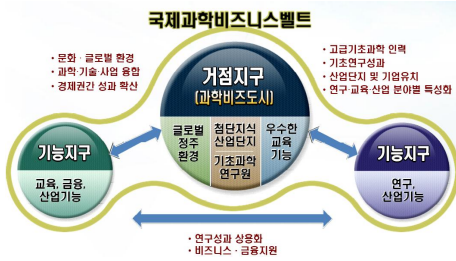 국제과학비즈니스벨트
• 문화 · 글로벌 환경
• 과학·기술·사업 융합
• 경제권간 성과 확산
• 고급기초과학 인력
• 기초연구성과
• 산업단지 및 기업유치
• 연구·교육·산업 분야별 특성화
거점지구
(과학비즈도시)
글로벌
정주
환경
첨단지식
산업단지
기초과학
연구원
우수한
교육
기능
기능지구
교육, 금융,
산업기능
기능지구
연구,
산업기능
• 연구성과 상용화
• 비즈니스 · 금융지원